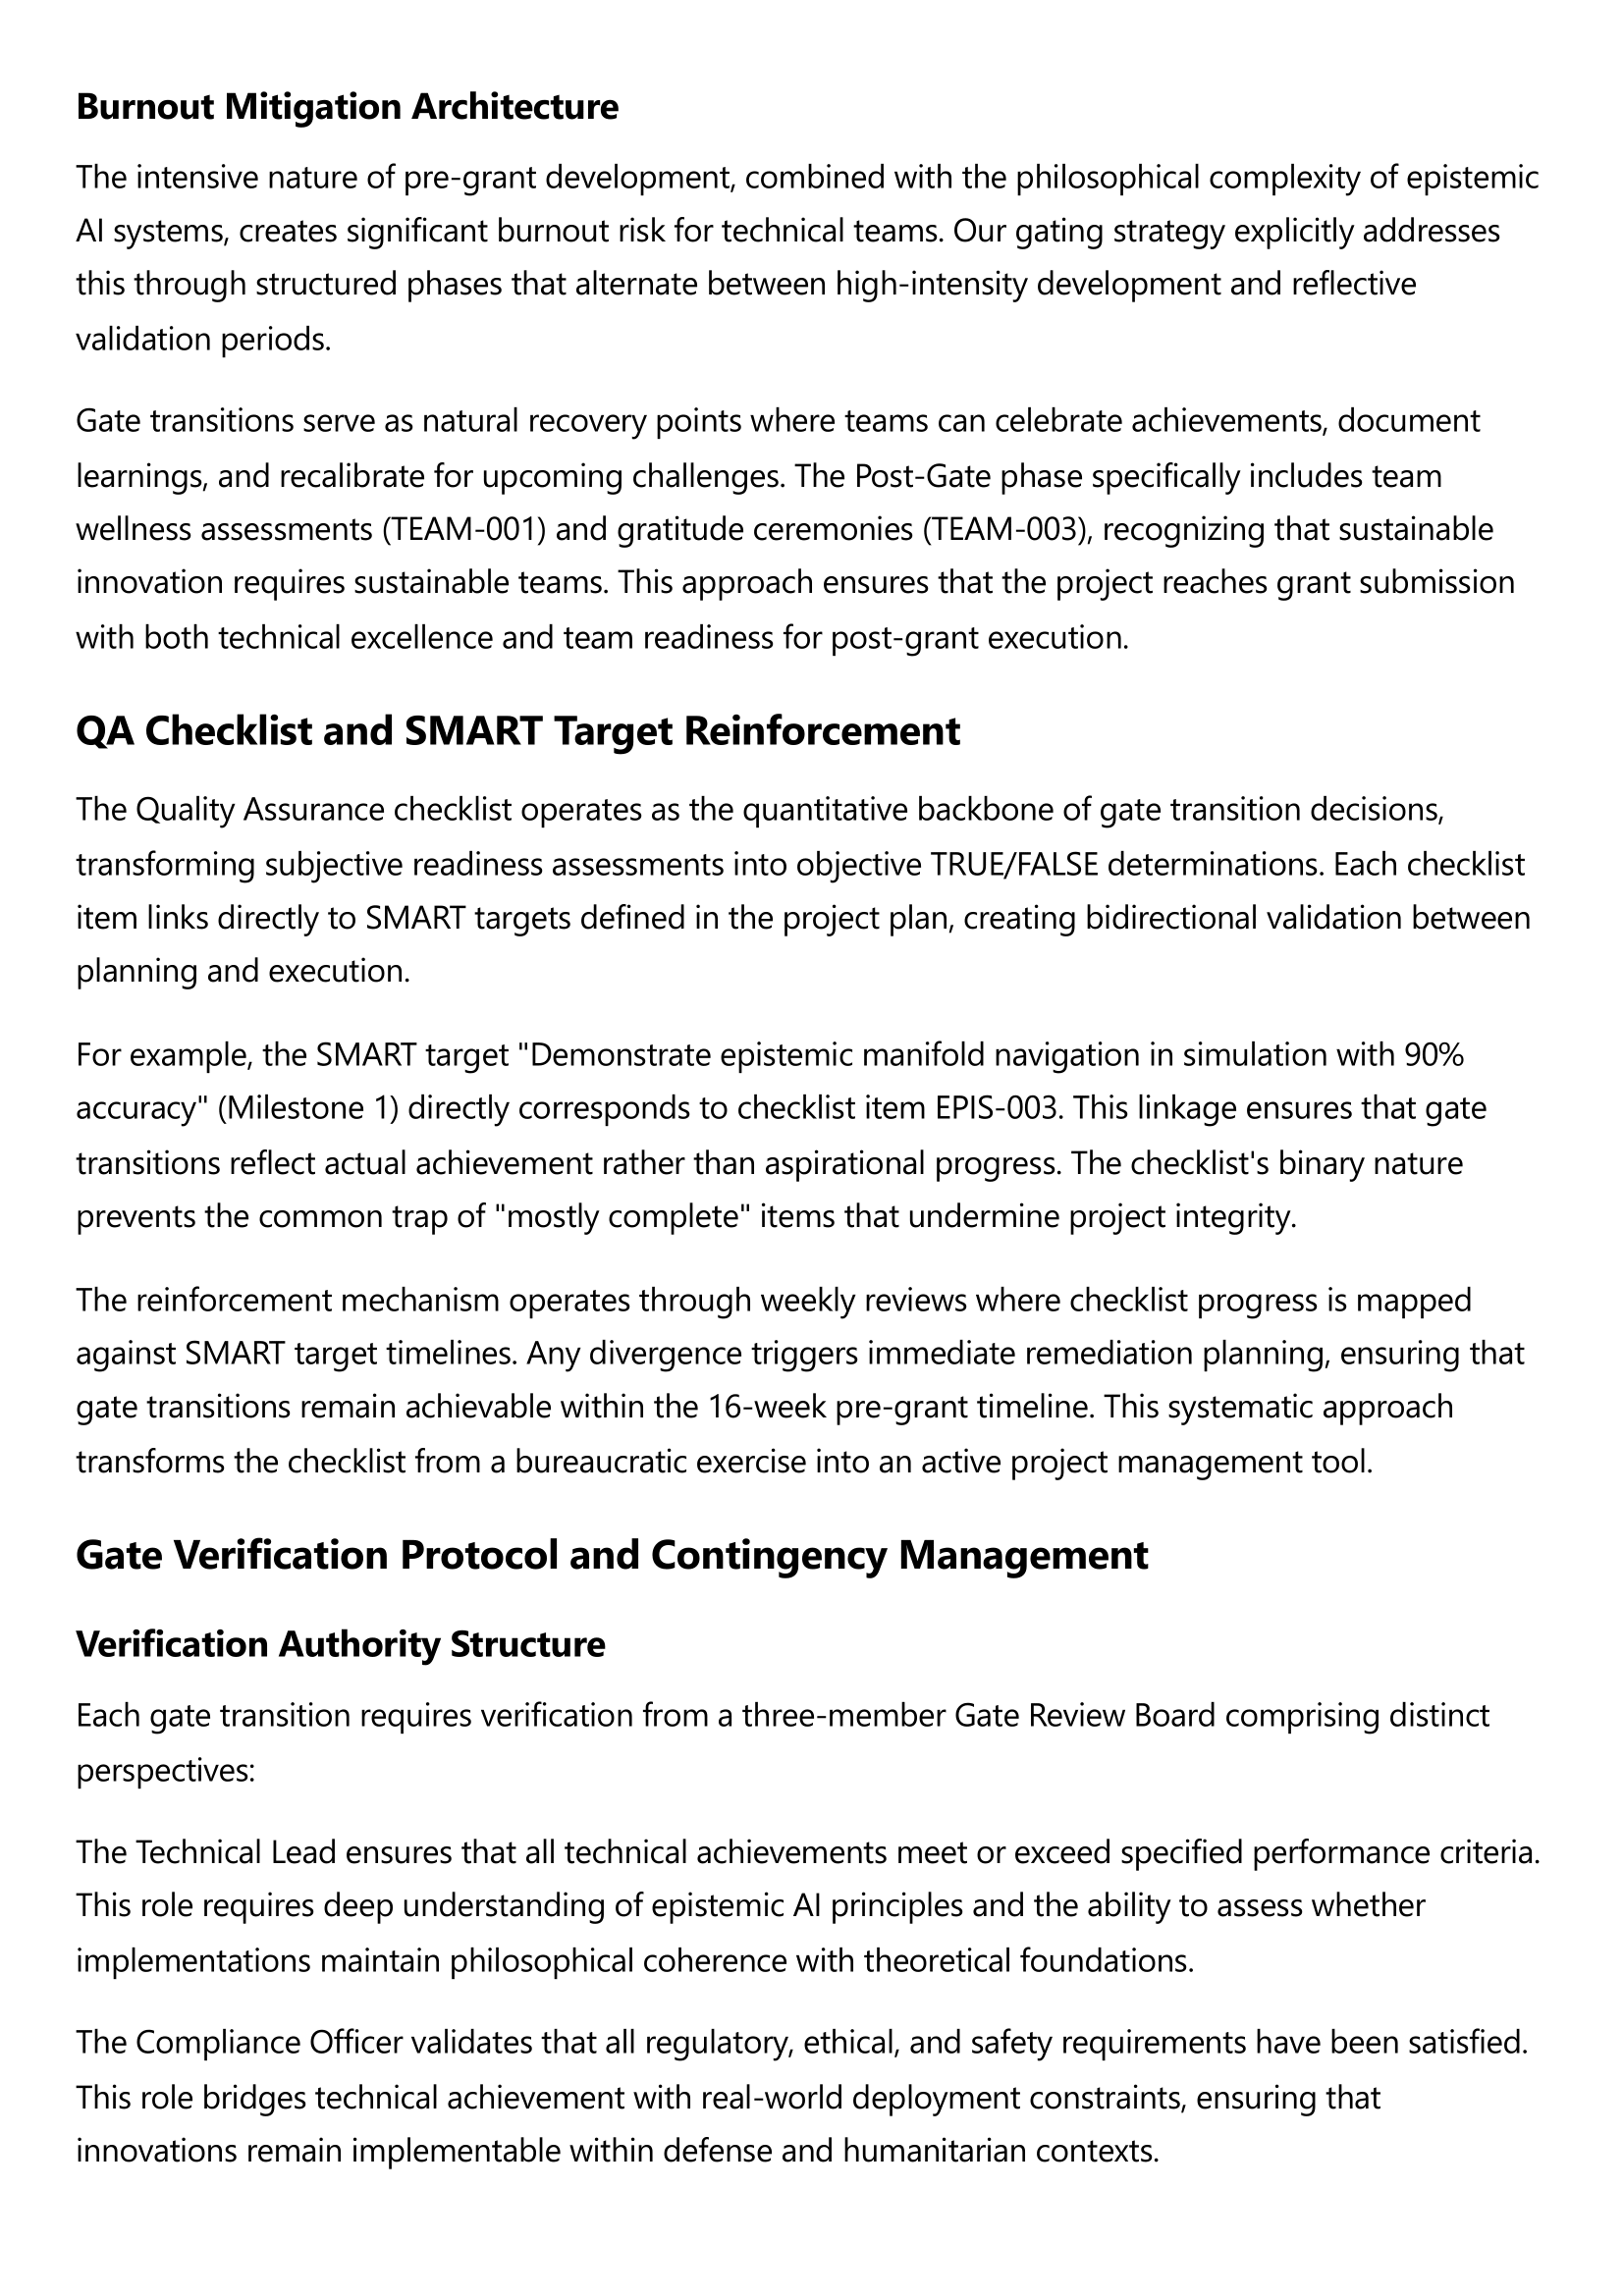 Burnout Mitigation Architecture
The intensive nature of pre-grant development, combined with the philosophical complexity of epistemic
AI systems, creates significant burnout risk for technical teams. Our gating strategy explicitly addresses
this through structured phases that alternate between high-intensity development and reflective
validation periods.
Gate transitions serve as natural recovery points where teams can celebrate achievements, document
learnings, and recalibrate for upcoming challenges. The Post-Gate phase specifically includes team
wellness assessments (TEAM-001) and gratitude ceremonies (TEAM-003), recognizing that sustainable
innovation requires sustainable teams. This approach ensures that the project reaches grant submission
with both technical excellence and team readiness for post-grant execution.
QA Checklist and SMART Target Reinforcement
The Quality Assurance checklist operates as the quantitative backbone of gate transition decisions,
transforming subjective readiness assessments into objective TRUE/FALSE determinations. Each checklist
item links directly to SMART targets defined in the project plan, creating bidirectional validation between
planning and execution.
For example, the SMART target "Demonstrate epistemic manifold navigation in simulation with 90%
accuracy" (Milestone 1) directly corresponds to checklist item EPIS-003. This linkage ensures that gate
transitions reflect actual achievement rather than aspirational progress. The checklist's binary nature
prevents the common trap of "mostly complete" items that undermine project integrity.
The reinforcement mechanism operates through weekly reviews where checklist progress is mapped
against SMART target timelines. Any divergence triggers immediate remediation planning, ensuring that
gate transitions remain achievable within the 16-week pre-grant timeline. This systematic approach
transforms the checklist from a bureaucratic exercise into an active project management tool.
Gate Verification Protocol and Contingency Management
Verification Authority Structure
Each gate transition requires verification from a three-member Gate Review Board comprising distinct
perspectives:
The Technical Lead ensures that all technical achievements meet or exceed specified performance criteria.
This role requires deep understanding of epistemic AI principles and the ability to assess whether
implementations maintain philosophical coherence with theoretical foundations.
The Compliance Officer validates that all regulatory, ethical, and safety requirements have been satisfied.
This role bridges technical achievement with real-world deployment constraints, ensuring that
innovations remain implementable within defense and humanitarian contexts.